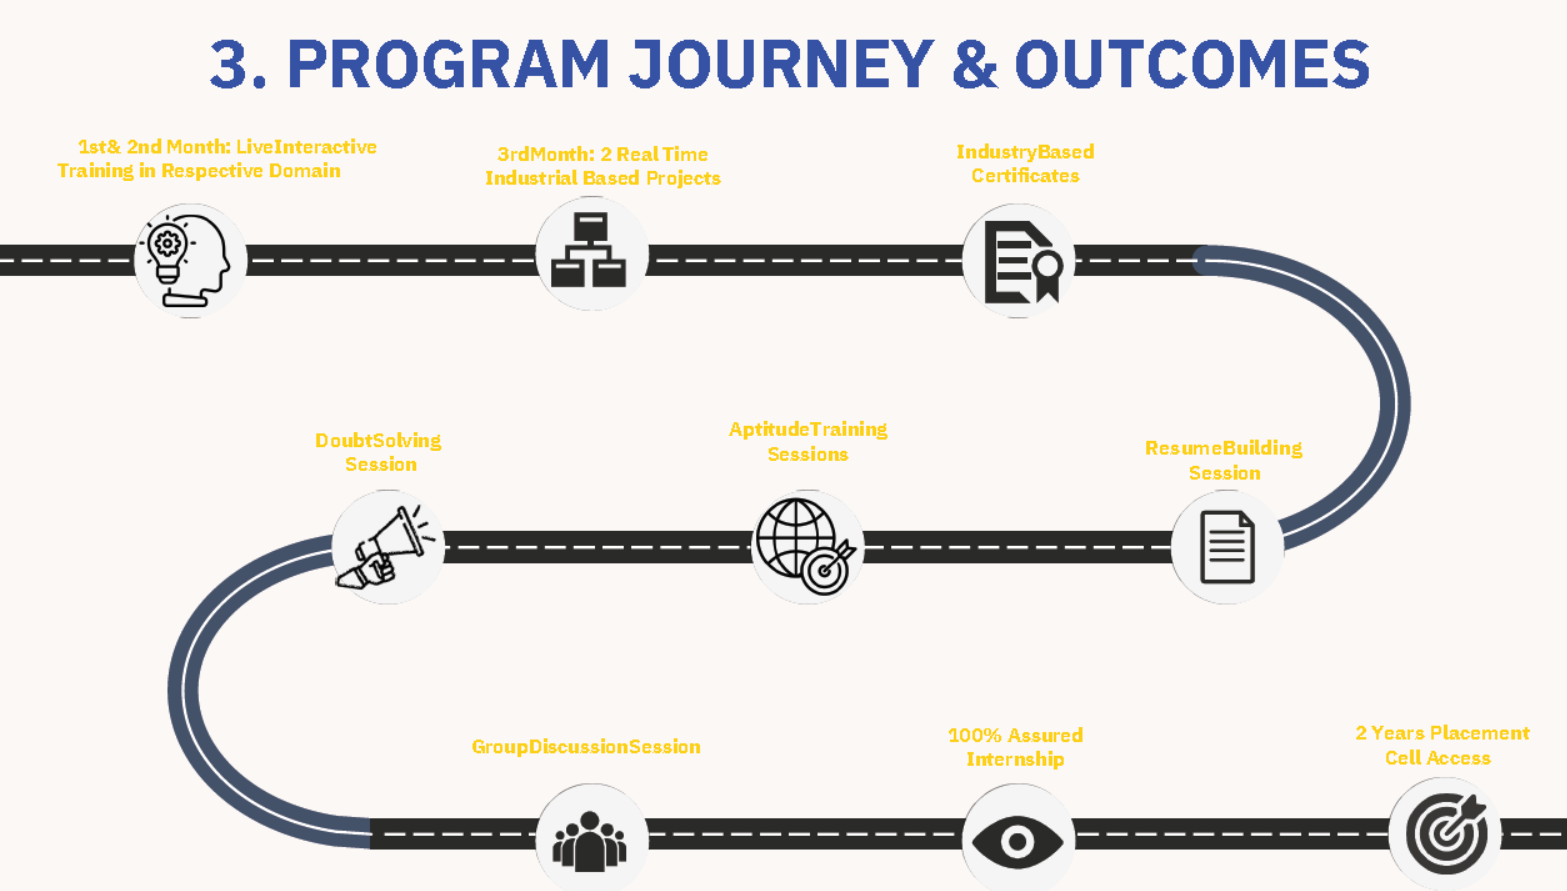 3. PROGRAM JOURNEY & OUTCOMES
1st& 2nd Month: LiveInteractive
Training in Respective Domain
3rdMonth: 2 Real Time
Industrial Based Projects
IndustryBased
Certificates
ResumeBuilding
Session
AptitudeTraining
Sessions
DoubtSolving
Session
GroupDiscussionSession
100% Assured
Internship
2 Years Placement
Cell Access